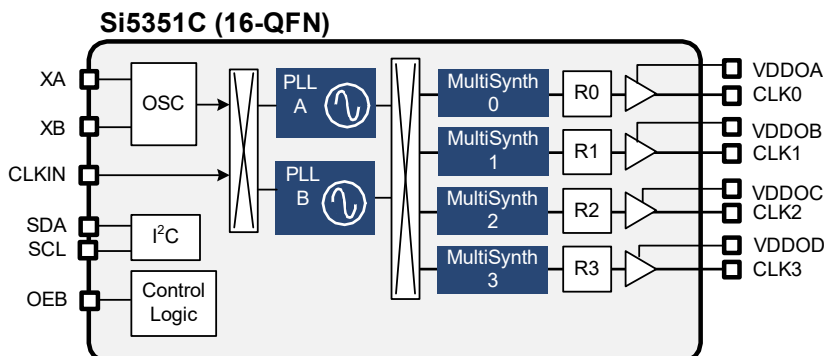 Si5351C (16-QFN)
XA
XB
CLKIN
SDA
SCL
OEB
OSC
I²C
Control
Logic
PLL
A
PLL
B
MultiSynth
0
MultiSynth
1
MultiSynth
2
MultiSynth
3
R0
R1
R2
R3
VDDOA
CLK0
VDDOB
CLK1
VDDOC
CLK2
VDDOD
CLK3